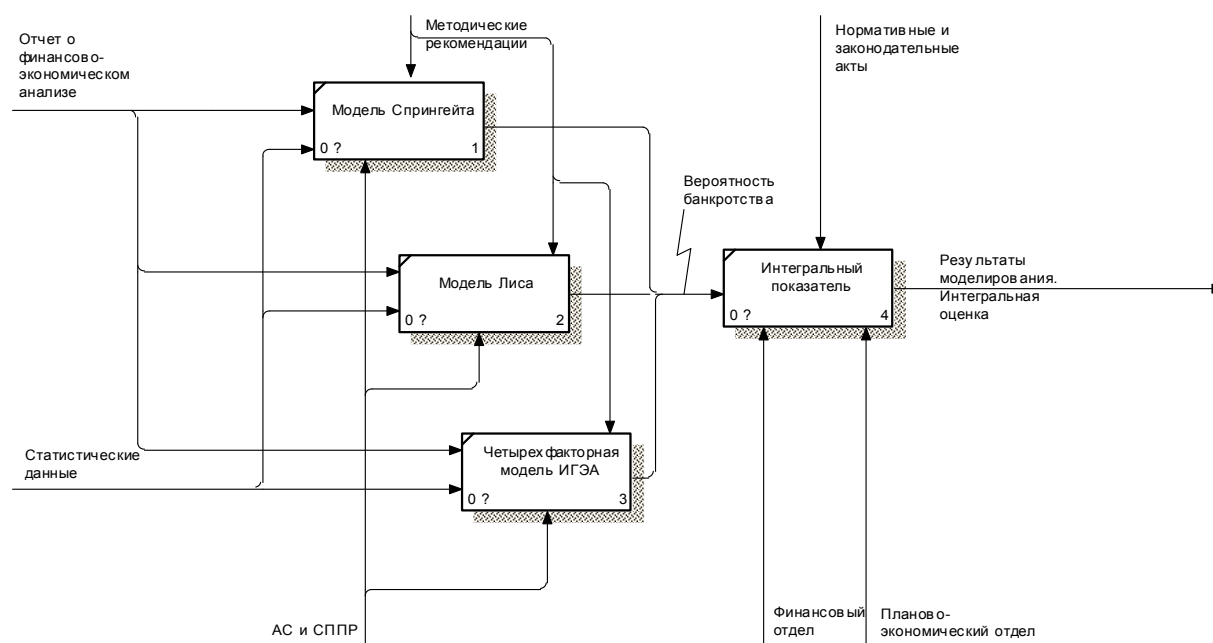 Отчет о
финансово-
экономическом
анализе
Методические
рекомендации
Нормативные и
законодательные
акты
Модель Спрингейта
0 ?
1
Вероятность
банкротства
Модель Лиса
0 ?
2
Интегральный
показатель
0 ?
4
Результаты
моделирования.
Интегральная
оценка
Статистические
данные
Четырехфакторная
модель ИГЭА
0 ?
3
АС и СППР
Финансовый
отдел
Планово-
экономический отдел